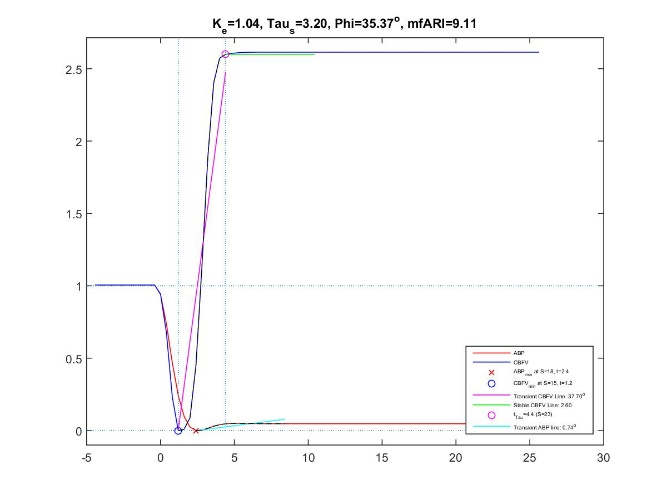 K_e=1.04, Tau_s=3.20, Phi=35.37°, mfARI=9.11
2.5
2
1.5
1
0.5
0
-5 0 5 10 15 20 25 30
ABP
CBFV
ABP_min at S=18, t=2.4
CBFV_min at S=15, t=1.2
Transient CBFV Line: 37.70°
Stable CBFV Line: 2.60
t_Tau=4.4 (S=23)
Transient ABP line: 0.74°